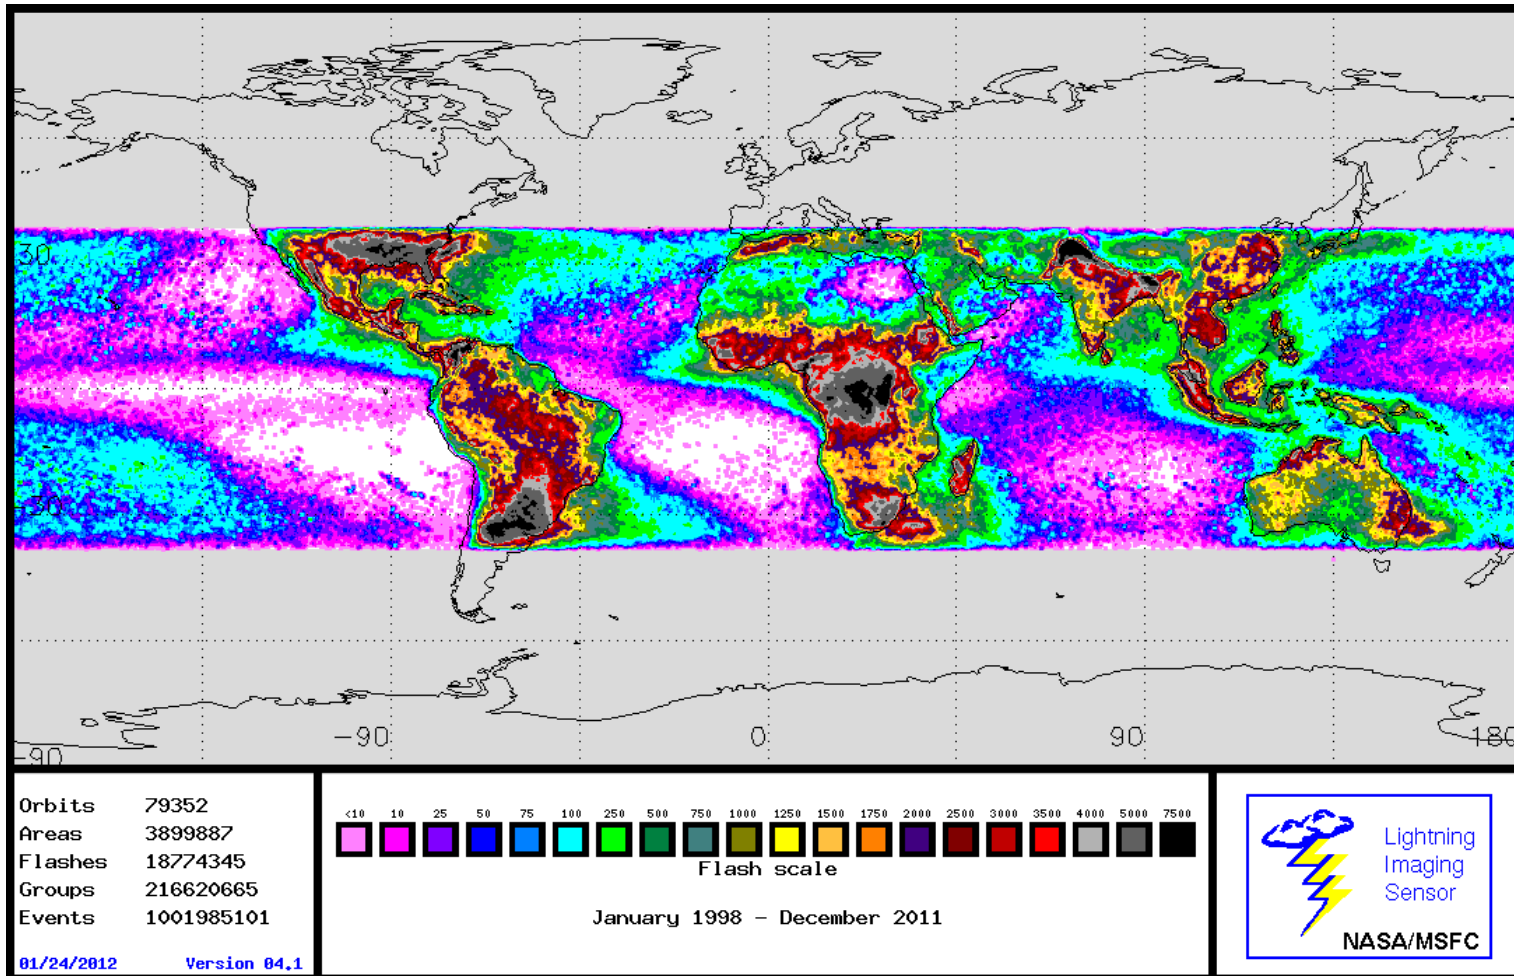 30
-30
-90
-90
0
90
180
Orbits 79352
Areas 3899887
Flashes 18774345
Groups 216620665
Events 1001985101
01/24/2012 Version 04.1
<10 10 25 50 75 100 250 500 750 1000 1250 1500 1750 2000 2500 3000 3500 4000 5000 7500
Flash scale
January 1998 – December 2011
Lightning
Imaging
Sensor
NASA/MSFC